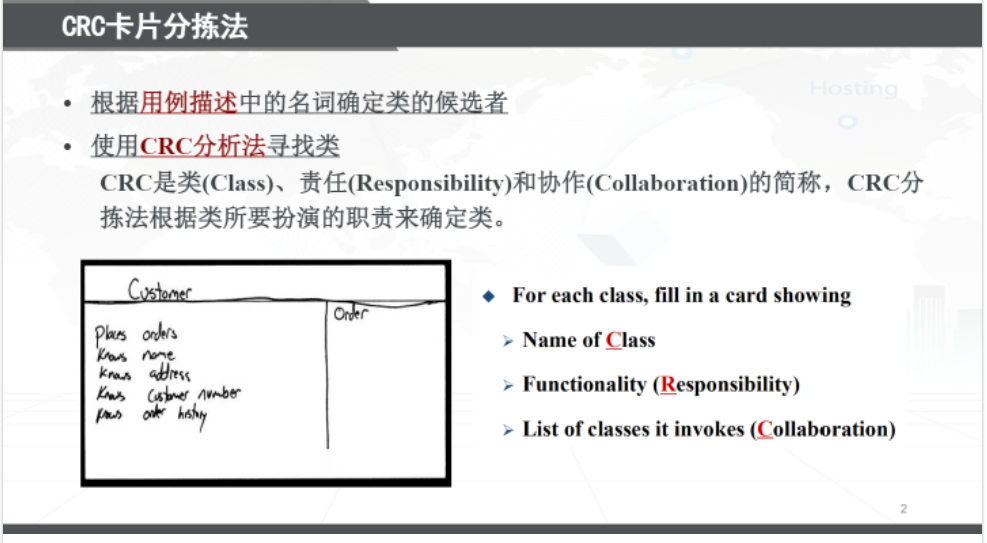 CRC卡片分拣法
Hosting
• 根据用例描述中的名词确定类的候选者
• 使用CRC分析法寻找类
CRC是类(Class)、责任(Responsibility)和协作(Collaboration)的简称，CRC分
拣法根据类所要扮演的职责来确定类。
Customer
Order
Places orders
Knows name
Knows address
Knows Customer number
Knows order history
◆ For each class, fill in a card showing
➢ Name of Class
➢ Functionality (Responsibility)
➢ List of classes it invokes (Collaboration)
2